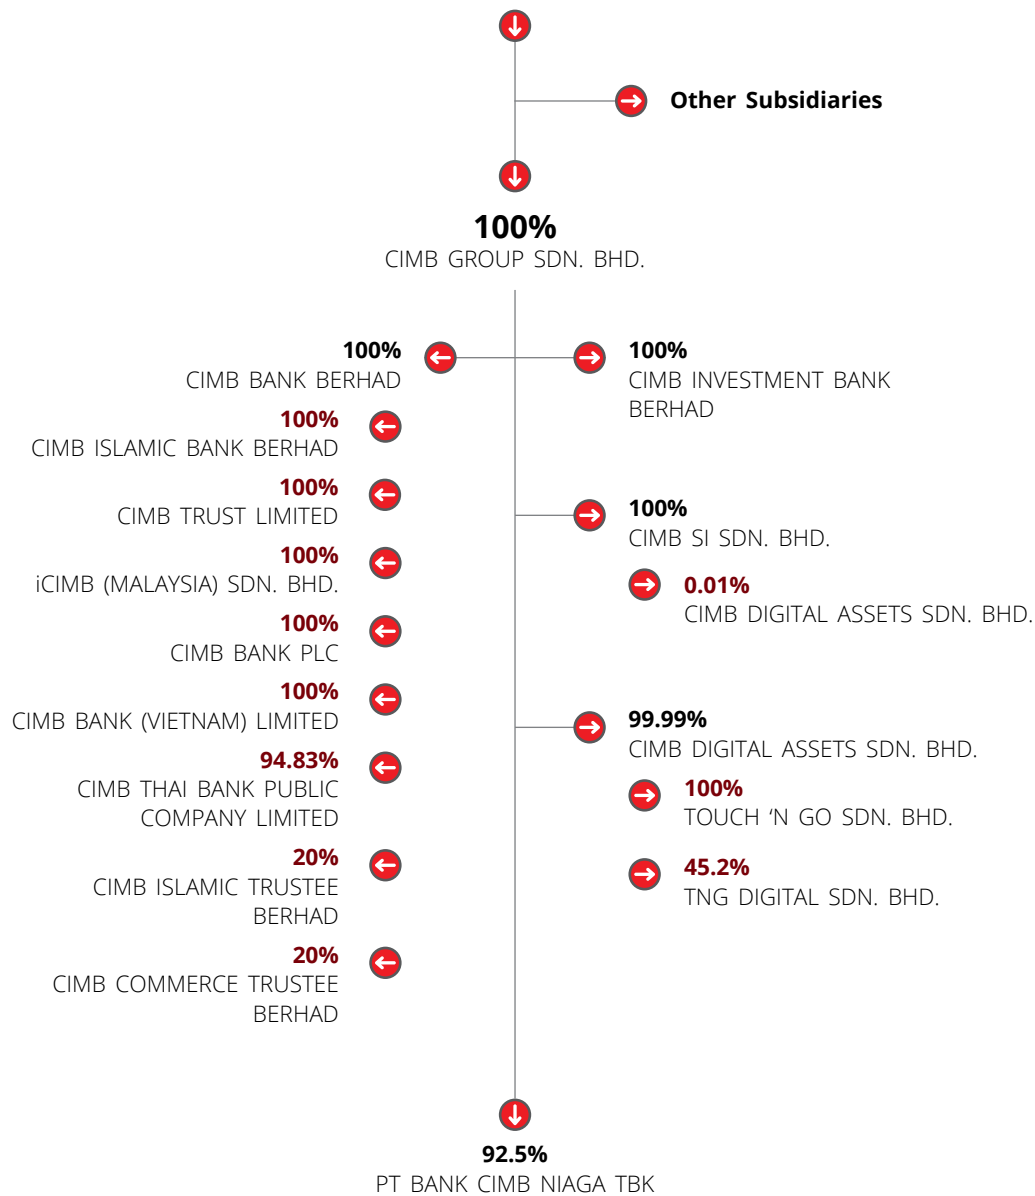 Other Subsidiaries
100%
CIMB GROUP SDN. BHD.
100%
CIMB BANK BERHAD
100%
CIMB ISLAMIC BANK BERHAD
100%
CIMB TRUST LIMITED
100%
iCIMB (MALAYSIA) SDN. BHD.
100%
CIMB BANK PLC
100%
CIMB BANK (VIETNAM) LIMITED
94.83%
CIMB THAI BANK PUBLIC
COMPANY LIMITED
20%
CIMB ISLAMIC TRUSTEE
BERHAD
20%
CIMB COMMERCE TRUSTEE
BERHAD
100%
CIMB INVESTMENT BANK
BERHAD
100%
CIMB SI SDN. BHD.
0.01%
CIMB DIGITAL ASSETS SDN. BHD.
99.99%
CIMB DIGITAL ASSETS SDN. BHD.
100%
TOUCH ‘N GO SDN. BHD.
45.2%
TNG DIGITAL SDN. BHD.
92.5%
PT BANK CIMB NIAGA TBK